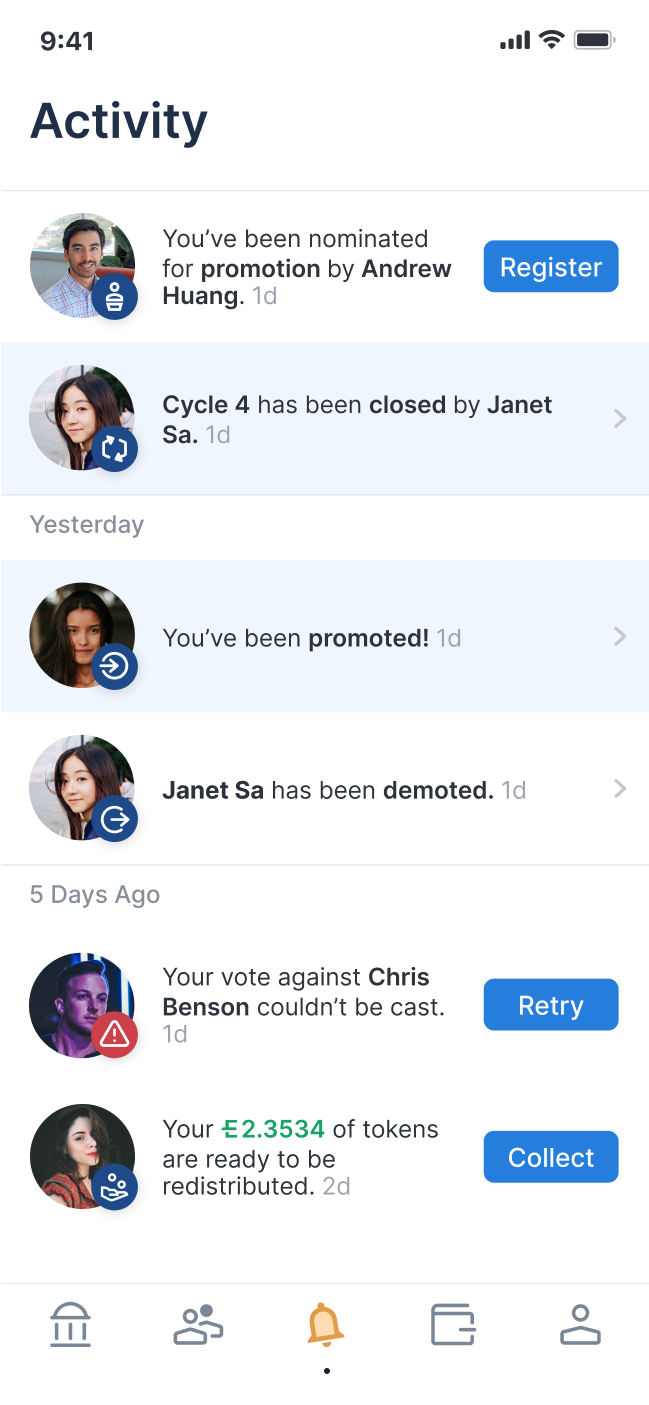 9:41
Activity
You’ve been nominated
for promotion by Andrew
Huang. 1d
Register
Cycle 4 has been closed by Janet
Sa. 1d
Yesterday
You’ve been promoted! 1d
Janet Sa has been demoted. 1d
5 Days Ago
Your vote against Chris
Benson couldn’t be cast.
1d
Retry
Your E2.3534 of tokens
are ready to be
redistributed. 2d
Collect